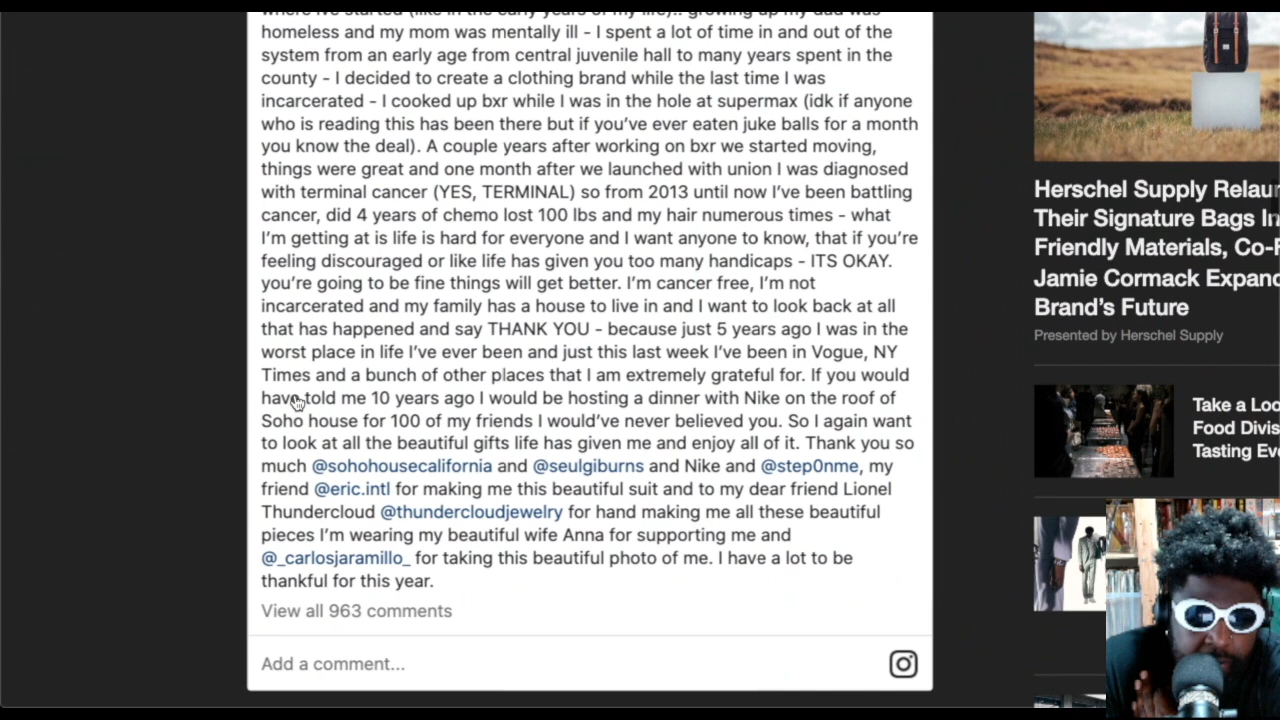 where ive started (like in the early years of my life).. growing up my dad was
homeless and my mom was mentally ill - I spent a lot of time in and out of the
system from an early age from central juvenile hall to many years spent in the
county - I decided to create a clothing brand while the last time I was
incarcerated - I cooked up bxr while I was in the hole at supermax (idk if anyone
who is reading this has been there but if you’ve ever eaten juke balls for a month
you know the deal). A couple years after working on bxr we started moving,
things were great and one month after we launched with union I was diagnosed
with terminal cancer (YES, TERMINAL) so from 2013 until now I’ve been battling
cancer, did 4 years of chemo lost 100 lbs and my hair numerous times - what
I’m getting at is life is hard for everyone and I want anyone to know, that if you’re
feeling discouraged or like life has given you too many handicaps - ITS OKAY.
you’re going to be fine things will get better. I’m cancer free, I’m not
incarcerated and my family has a house to live in and I want to look back at all
that has happened and say THANK YOU - because just 5 years ago I was in the
worst place in life I’ve ever been and just this last week I’ve been in Vogue, NY
Times and a bunch of other places that I am extremely grateful for. If you would
have told me 10 years ago I would be hosting a dinner with Nike on the roof of
Soho house for 100 of my friends I would’ve never believed you. So I again want
to look at all the beautiful gifts life has given me and enjoy all of it. Thank you so
much @sohohousecalifornia and @seulgiburns and Nike and @step0nme, my
friend @eric.intl for making me this beautiful suit and to my dear friend Lionel
Thundercloud @thundercloudjewelry for hand making me all these beautiful
pieces I’m wearing my beautiful wife Anna for supporting me and
@_carlosjaramillo_ for taking this beautiful photo of me. I have a lot to be
thankful for this year.
View all 963 comments
Add a comment...
Herschel Supply Relau
Their Signature Bags In
Friendly Materials, Co-F
Jamie Cormack Expand
Brand’s Future
Presented by Herschel Supply
Take a Loo
Food Divis
Tasting Eve